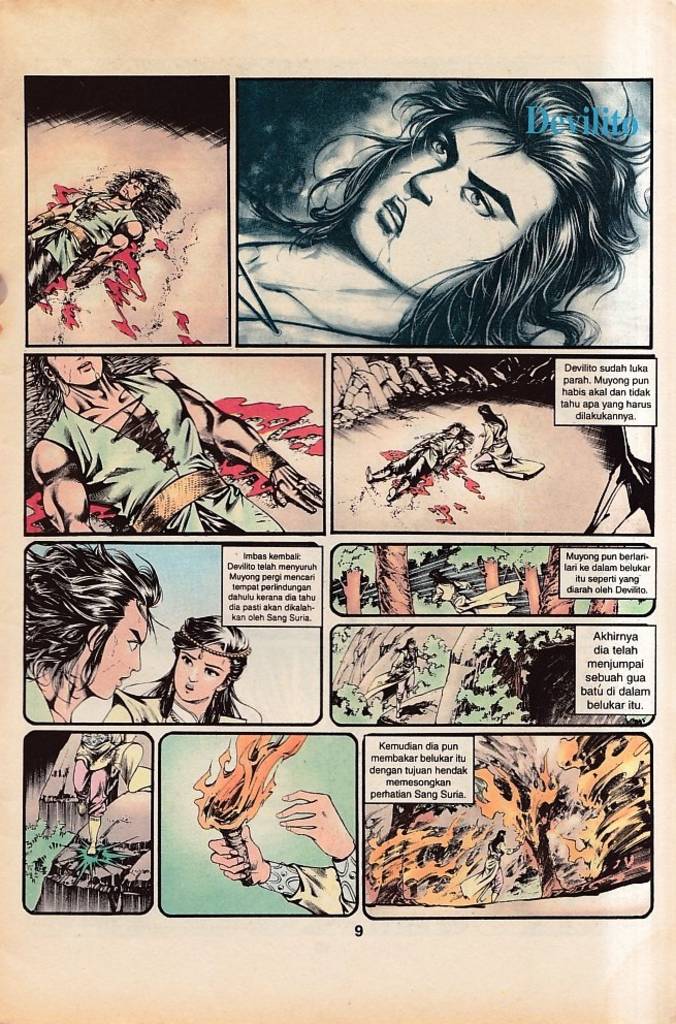 Devilito
Devilito sudah luka
parah. Muyong pun
habis akal dan tidak
tahu apa yang harus
dilakukannya.
Imbas kembali:
Devilito telah menyuruh
Muyong pergi mencari
tempat perlindungan
dahulu kerana dia tahu
dia pasti akan dikalah-
kan oleh Sang Suria.
Muyong pun berlari-
lari ke dalam belukar
itu seperti yang
diarah oleh Devilito.
Akhirnya
dia telah
menjumpai
sebuah gua
batu di dalam
belukar itu.
Kemudian dia pun
membakar belukar itu
dengan tujuan hendak
memesongkan
perhatian Sang Suria.
9